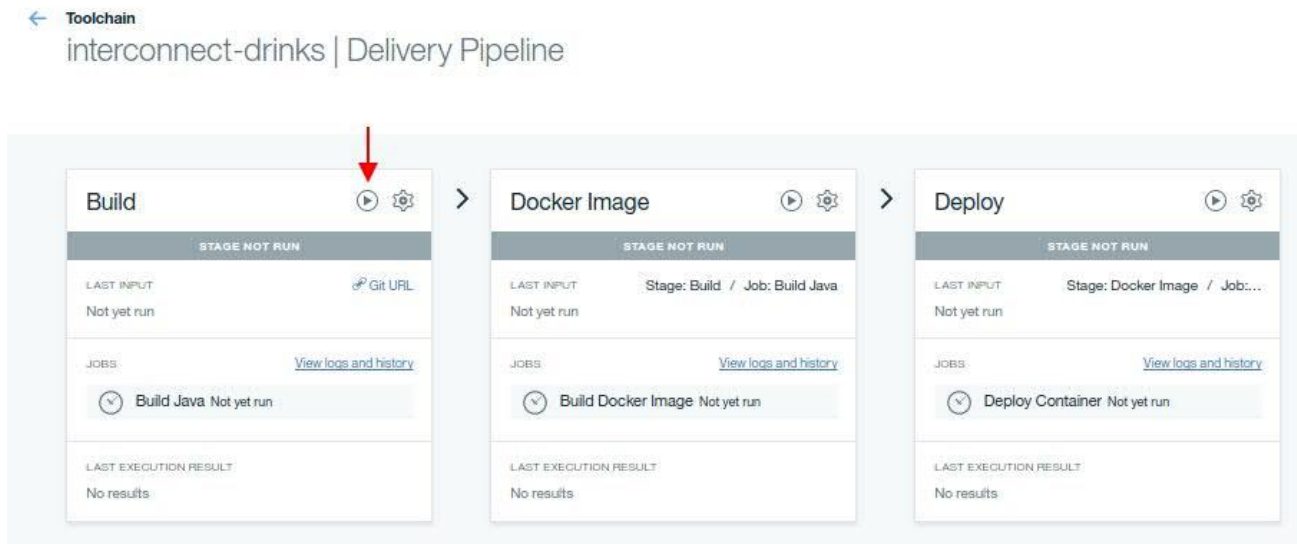 Toolchain
interconnect-drinks | Delivery Pipeline
Build
STAGE NOT RUN
LAST INPUT Git URL
Not yet run
JOBS View logs and history
Build Java Not yet run
LAST EXECUTION RESULT
No results
Docker Image
STAGE NOT RUN
LAST INPUT Stage: Build / Job: Build Java
Not yet run
JOBS View logs and history
Build Docker Image Not yet run
LAST EXECUTION RESULT
No results
Deploy
STAGE NOT RUN
LAST INPUT Stage: Docker Image / Job:...
Not yet run
JOBS View logs and history
Deploy Container Not yet run
LAST EXECUTION RESULT
No results